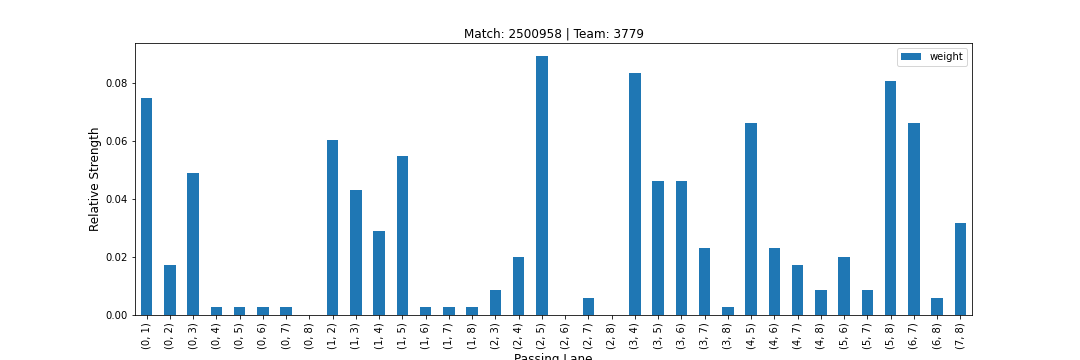 Match: 2500958 | Team: 3779
weight
Relative Strength
0.08
0.06
0.04
0.02
0.00
(0, 1) (0, 2) (0, 3) (0, 4) (0, 5) (0, 6) (0, 7) (0, 8) (1, 2) (1, 3) (1, 4) (1, 5) (1, 6) (1, 7) (1, 8) (2, 3) (2, 4) (2, 5) (2, 6) (2, 7) (2, 8) (3, 4) (3, 5) (3, 6) (3, 7) (3, 8) (4, 5) (4, 6) (4, 7) (4, 8) (5, 6) (5, 7) (5, 8) (6, 7) (6, 8) (7, 8)
Passing Lane